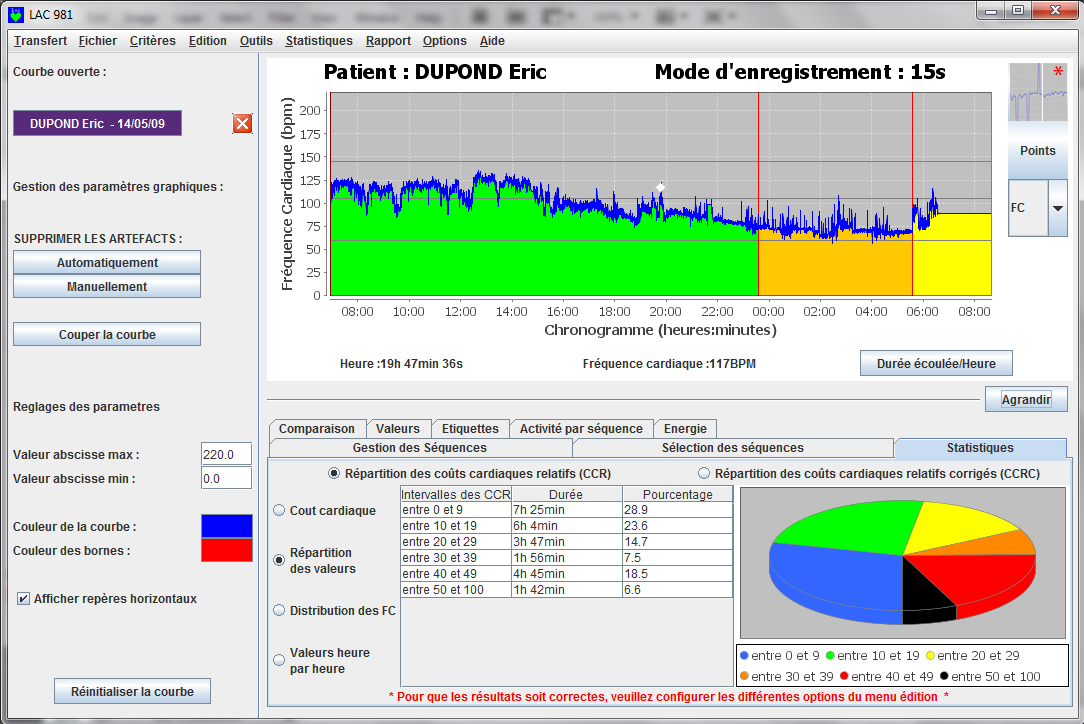 LAC 981
Transfert Fichier Critères Edition Outils Statistiques Rapport Options Aide
Courbe ouverte :
DUPOND Eric - 14/05/09
Gestion des paramètres graphiques :
SUPPRIMER LES ARTEFACTS :
Automatiquement
Manuellement
Couper la courbe
Reglages des parametres
Valeur abscisse max : 220.0
Valeur abscisse min : 0.0
Couleur de la courbe :
Couleur des bornes :
Afficher repères horizontaux
Réinitialiser la courbe
Patient : DUPOND Eric Mode d'enregistrement : 15s
Fréquence Cardiaque (bpm)
200
175
150
125
100
75
50
25
0
08:00 10:00 12:00 14:00 16:00 18:00 20:00 22:00 00:00 02:00 04:00 06:00 08:00
Chronogramme (heures:minutes)
Heure :19h 47min 36s Fréquence cardiaque :117BPM Durée écoulée/Heure
*
Points
FC
Agrandir
Comparaison Valeurs Etiquettes Activité par séquence Energie
Gestion des Séquences Sélection des séquences Statistiques
Répartition des coûts cardiaques relatifs (CCR) Répartition des coûts cardiaques relatifs corrigés (CCRC)
Cout cardiaque
Répartition
des valeurs
Distribution des FC
Valeurs heure
par heure
Intervalles des CCR Durée Pourcentage
entre 0 et 9 7h 25min 28.9
entre 10 et 19 6h 4min 23.6
entre 20 et 29 3h 47min 14.7
entre 30 et 39 1h 56min 7.5
entre 40 et 49 4h 45min 18.5
entre 50 et 100 1h 42min 6.6
entre 0 et 9 entre 10 et 19 entre 20 et 29
entre 30 et 39 entre 40 et 49 entre 50 et 100
* Pour que les résultats soit correctes, veuillez configurer les différentes options du menu édition *